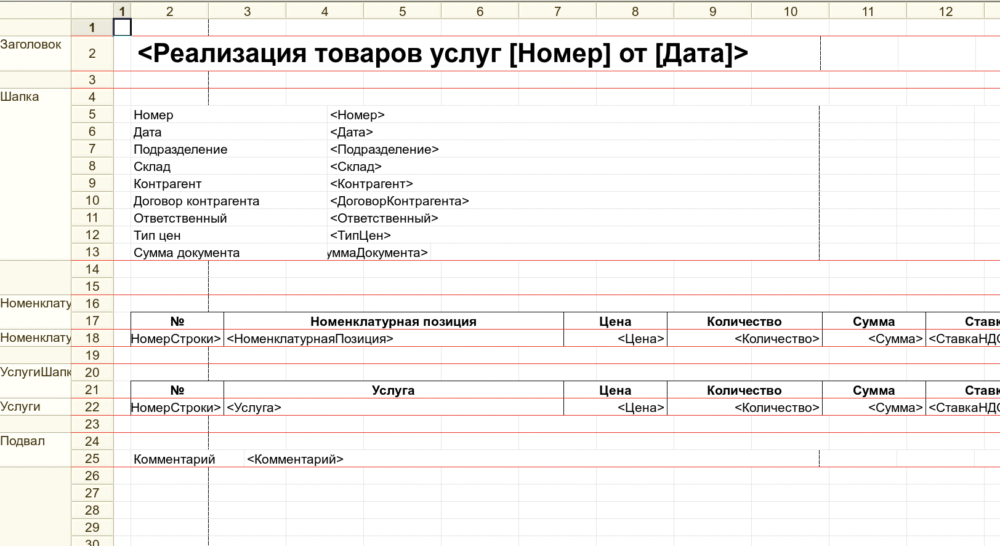 1 2 3 4 5 6 7 8 9 10 11 12
1
Заголовок 2 <Реализация товаров услуг [Номер] от [Дата]>
3
Шапка 4
5 Номер <Номер>
6 Дата <Дата>
7 Подразделение <Подразделение>
8 Склад <Склад>
9 Контрагент <Контрагент>
10 Договор контрагента <ДоговорКонтрагента>
11 Ответственный <Ответственный>
12 Тип цен <ТипЦен>
13 Сумма документа уммаДокумента>
14
15
Номенклату 16
17 № Номенклатурная позиция Цена Количество Сумма Ставк
Номенклату 18 НомерСтроки> <НоменклатурнаяПозиция> <Цена> <Количество> <Сумма> <СтавкаНДС
19
УслугиШапк 20
21 № Услуга Цена Количество Сумма Ставк
Услуги 22 НомерСтроки> <Услуга> <Цена> <Количество> <Сумма> <СтавкаНДС
23
Подвал 24
25 Комментарий <Комментарий>
26
27
28
29
30